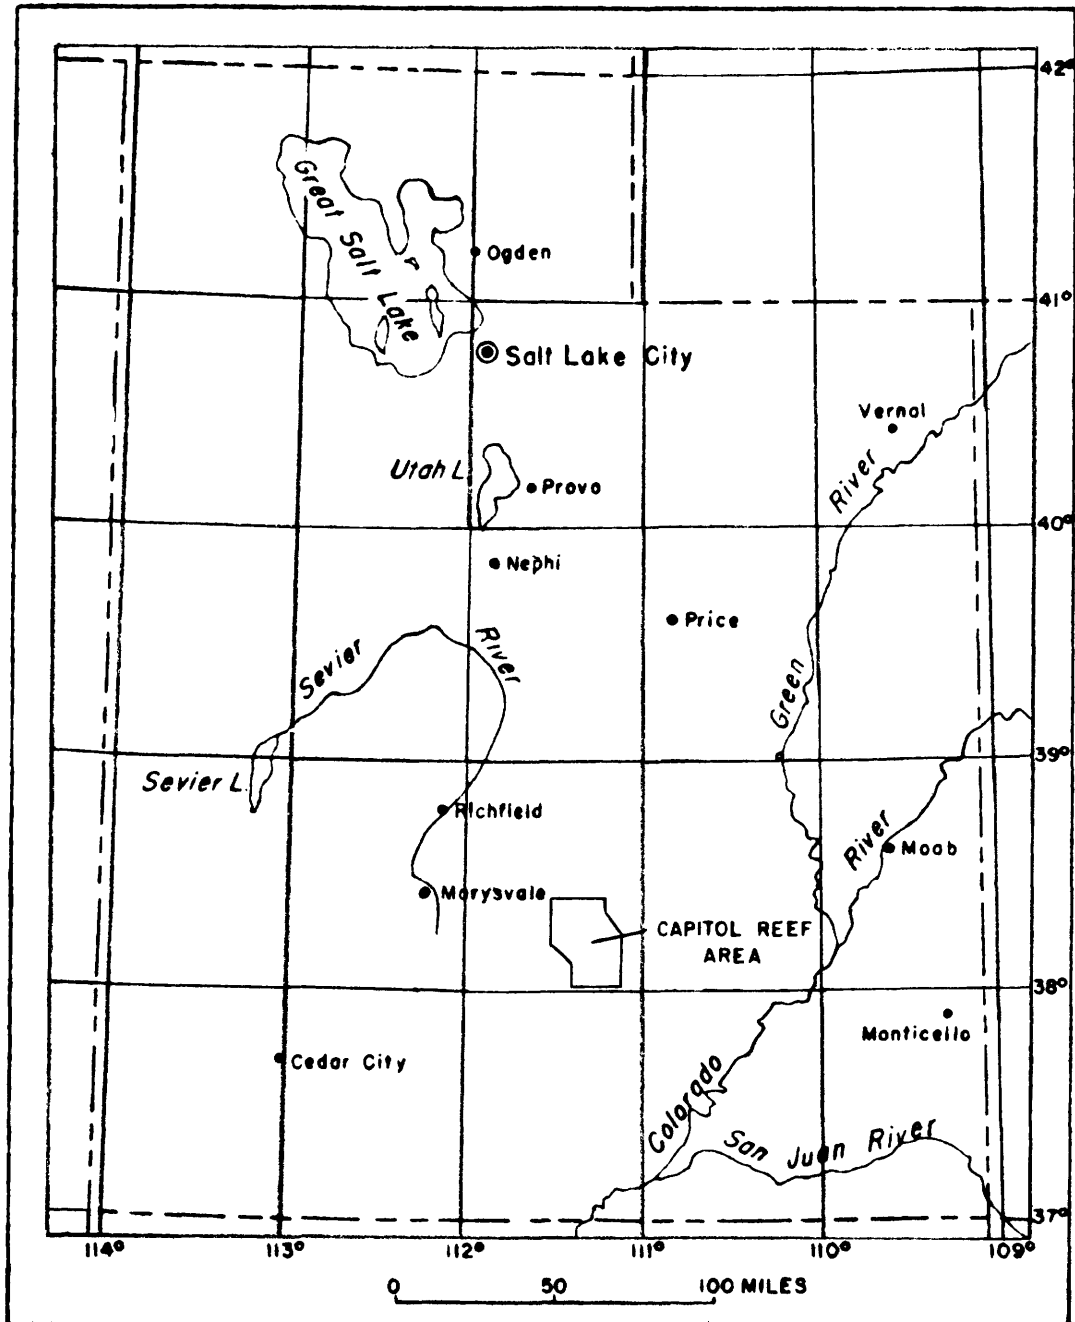 42°
Great Salt Lake
Ogden
41°
Salt Lake City
Vernal
Utah L.
Provo
Green River
40°
Nephi
Price
Sevier River
39°
Sevier L.
Richfield
Colorado River
Moab
Marysvale
CAPITOL REEF
AREA
38°
Monticello
Cedar City
San Juan River
37°
114° 113° 112° 111° 110° 109°
0 50 100 MILES